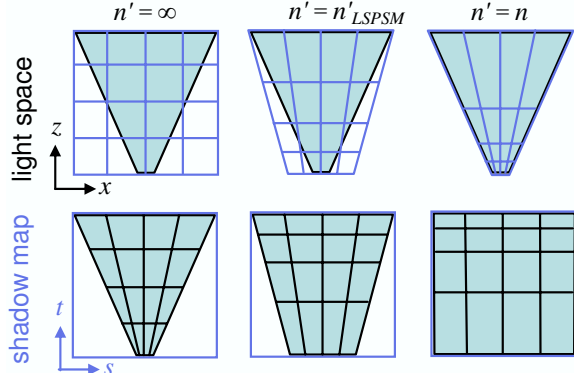 n' = ∞
n' = n'LSPSM
n' = n
light space
z
x
shadow map
t
s